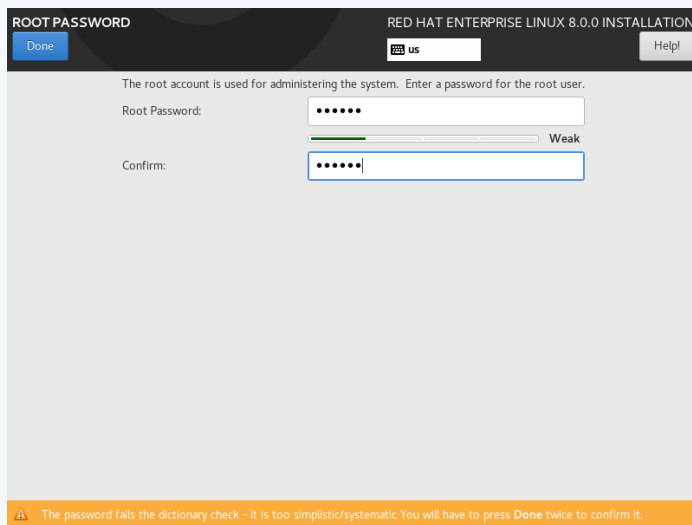 ROOT PASSWORD
RED HAT ENTERPRISE LINUX 8.0.0 INSTALLATION
Done
us
Help!
The root account is used for administering the system. Enter a password for the root user.
Root Password:
••••••
Weak
Confirm:
••••••
The password fails the dictionary check - it is too simplistic/systematic You will have to press Done twice to confirm it.